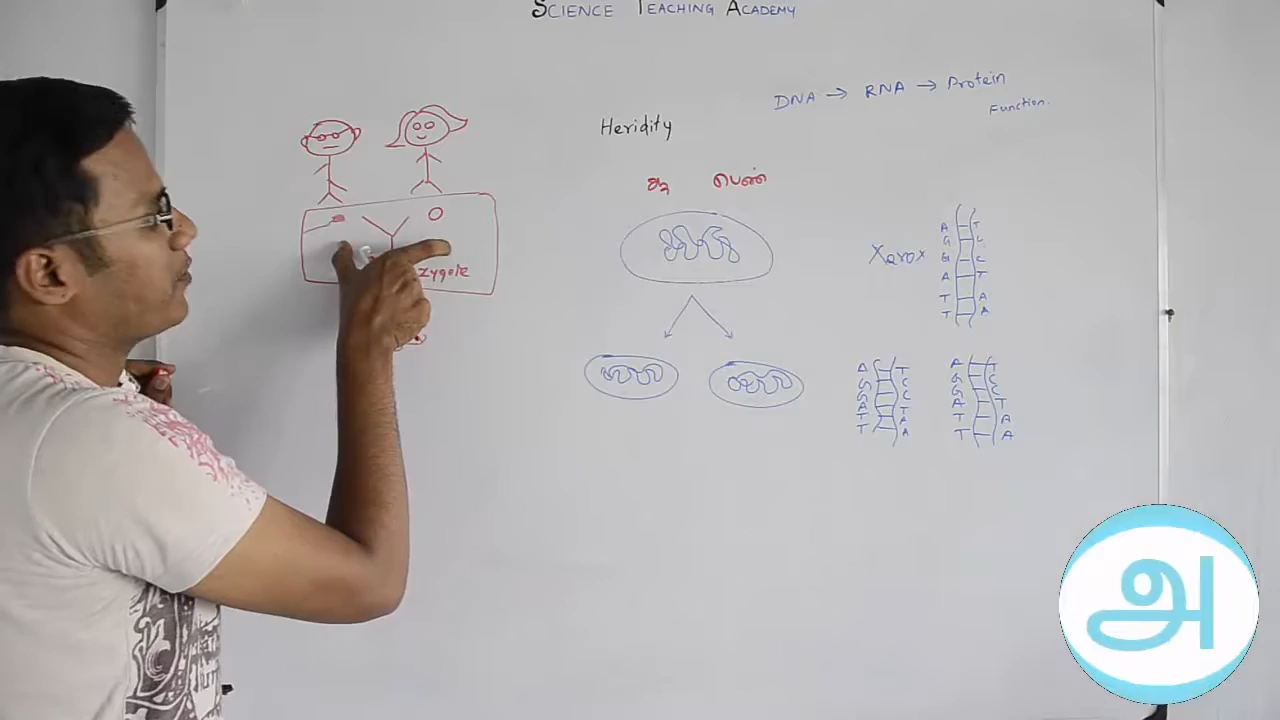 SCIENCE TEACHING ACADEMY
DNA → RNA → Protein
Function.
Heridity
ஆ பெண்
zygote
Xerox
A T
G C
G C
A T
T A
T A
A T
G C
G C
A T
T A
T A
A T
G C
G C
A T
T A
T A
அ